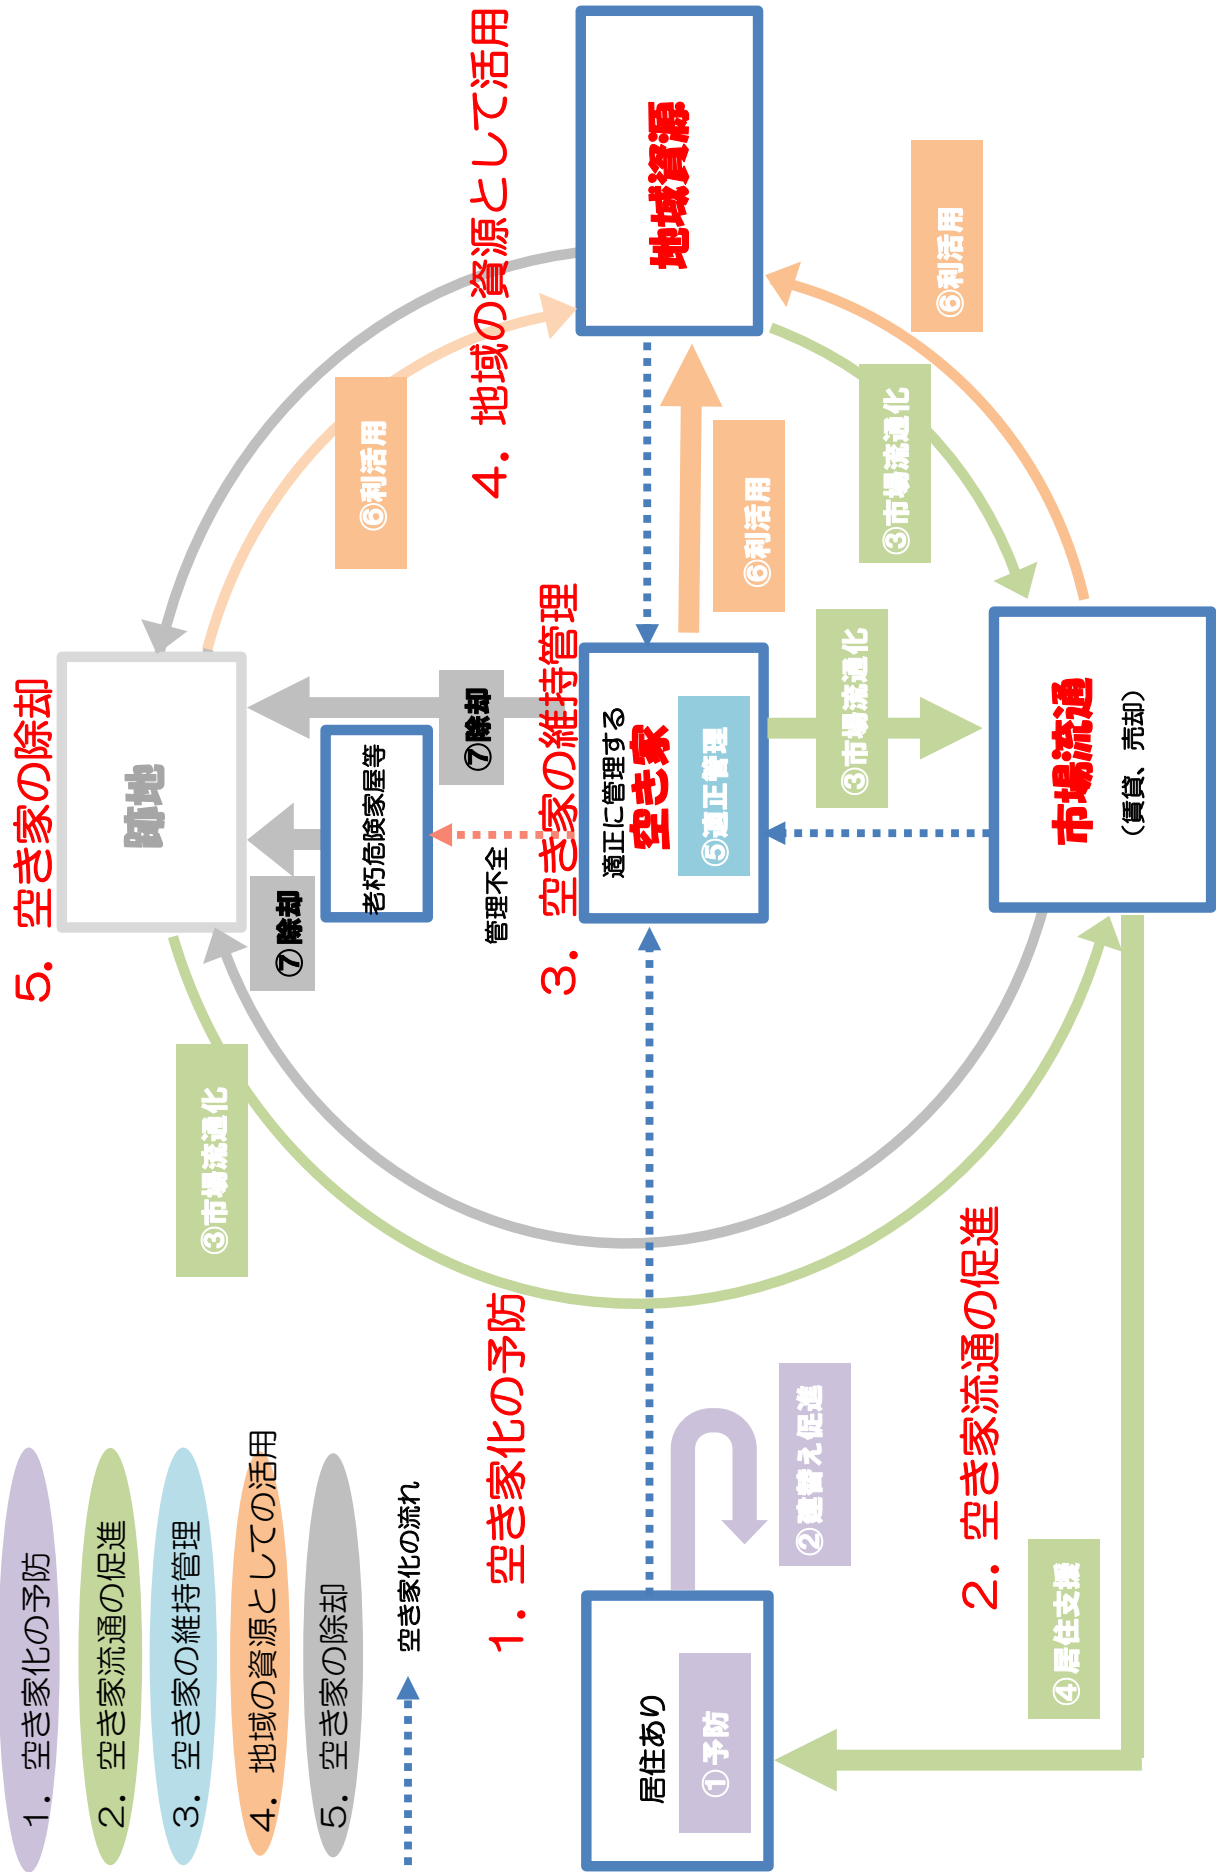 1．空き家化の予防
2．空き家流通の促進
3．空き家の維持管理
4．地域の資源としての活用
5．空き家の除却
空き家化の流れ
5．空き家の除却
跡地
③市場流通化
⑦除却
⑦除却
⑥利活用
老朽危険家屋等
管理不全
4．地域の資源として活用
地域資源
1．空き家化の予防
3．空き家の維持管理
適正に管理する
空き家
⑤適正管理
⑥利活用
⑥利活用
居住あり
①予防
②建替え促進
③市場流通化
③市場流通化
2．空き家流通の促進
市場流通
（賃貸、売却）
④居住支援